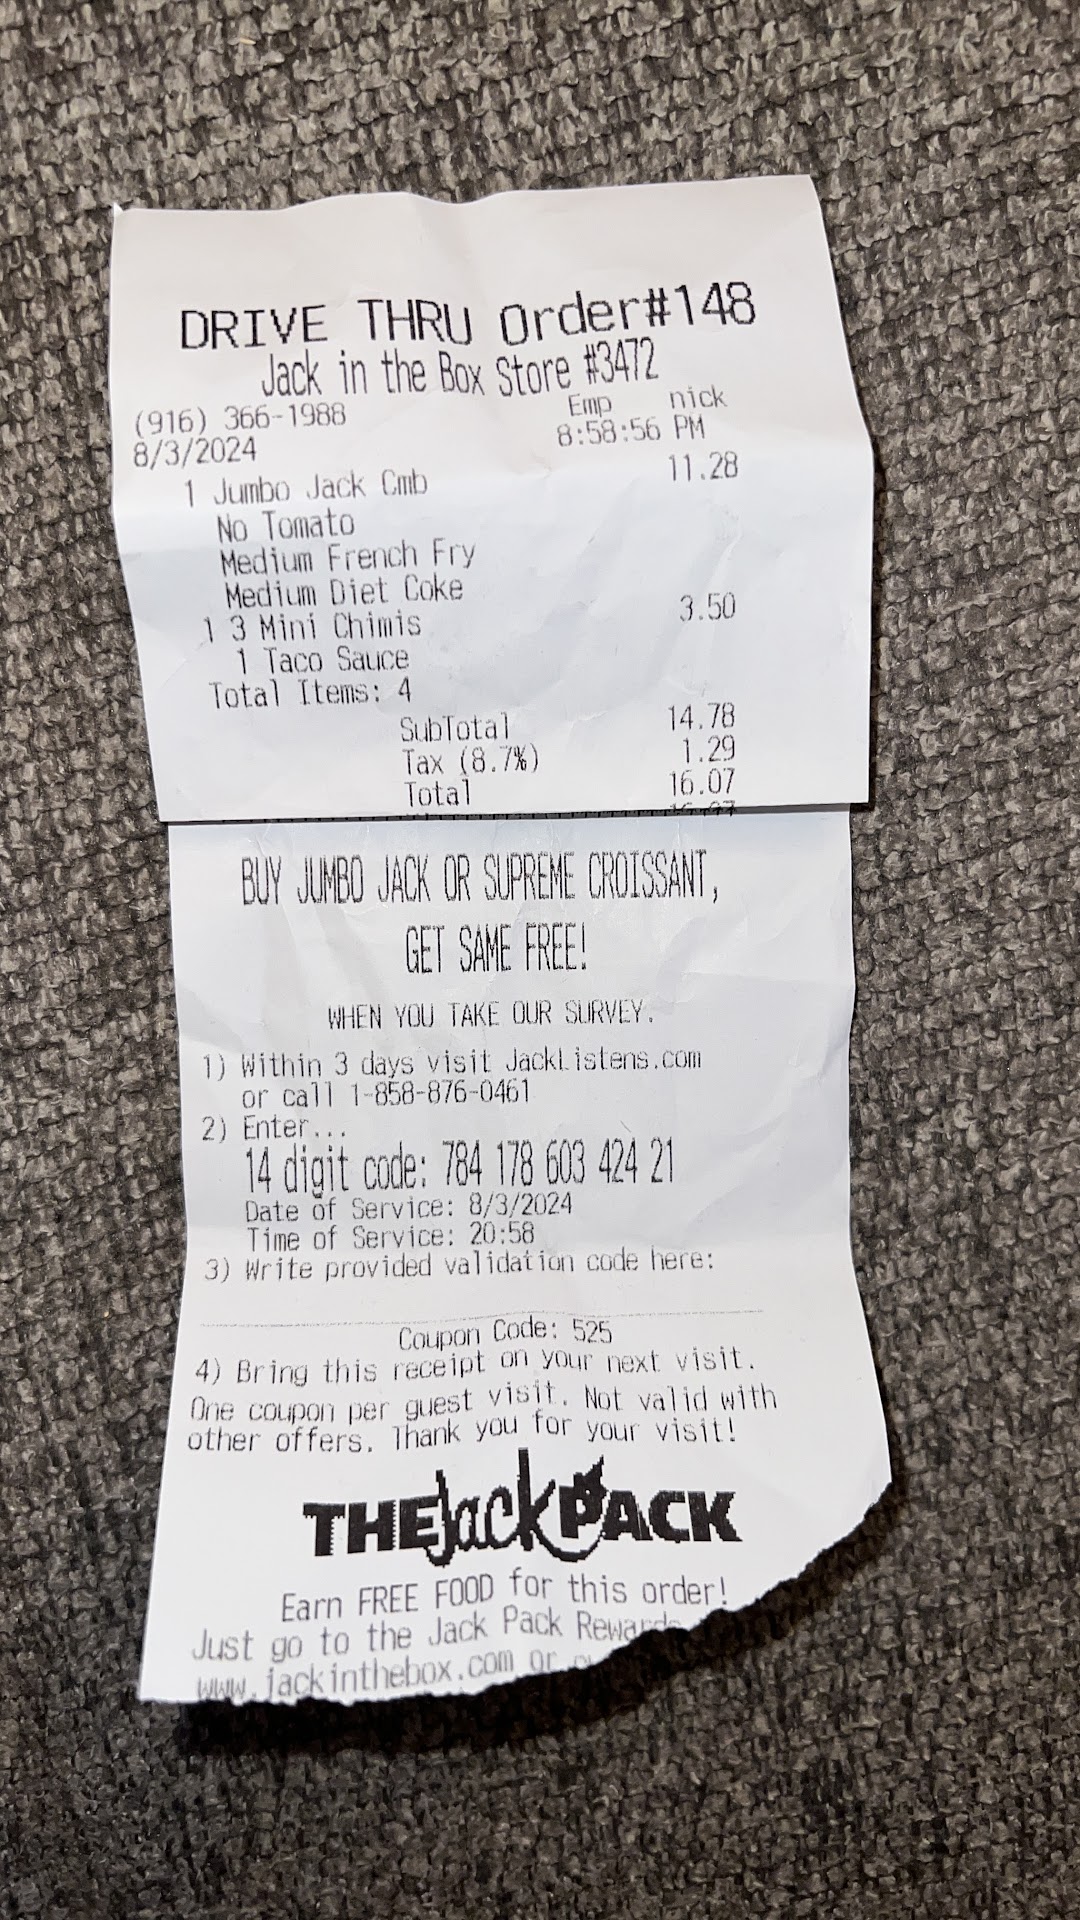 DRIVE THRU Order#148
Jack in the Box Store #3472
(916) 366-1988 Emp nick
8/3/2024 8:58:56 PM
1 Jumbo Jack Cmb 11.28
No Tomato
Medium French Fry
Medium Diet Coke
1 3 Mini Chimis 3.50
1 Taco Sauce
Total Items: 4
SubTotal 14.78
Tax (8.7%) 1.29
Total 16.07
BUY JUMBO JACK OR SUPREME CROISSANT,
GET SAME FREE!
WHEN YOU TAKE OUR SURVEY.
1) Within 3 days visit JackListens.com
or call 1-858-876-0461
2) Enter...
14 digit code: 784 178 603 424 21
Date of Service: 8/3/2024
Time of Service: 20:58
3) Write provided validation code here:
Coupon Code: 525
4) Bring this receipt on your next visit.
One coupon per guest visit. Not valid with
other offers. Thank you for your visit!
THE Jack PACK
Earn FREE FOOD for this order!
Just go to the Jack Pack Rewards
www.jackinthebox.com or